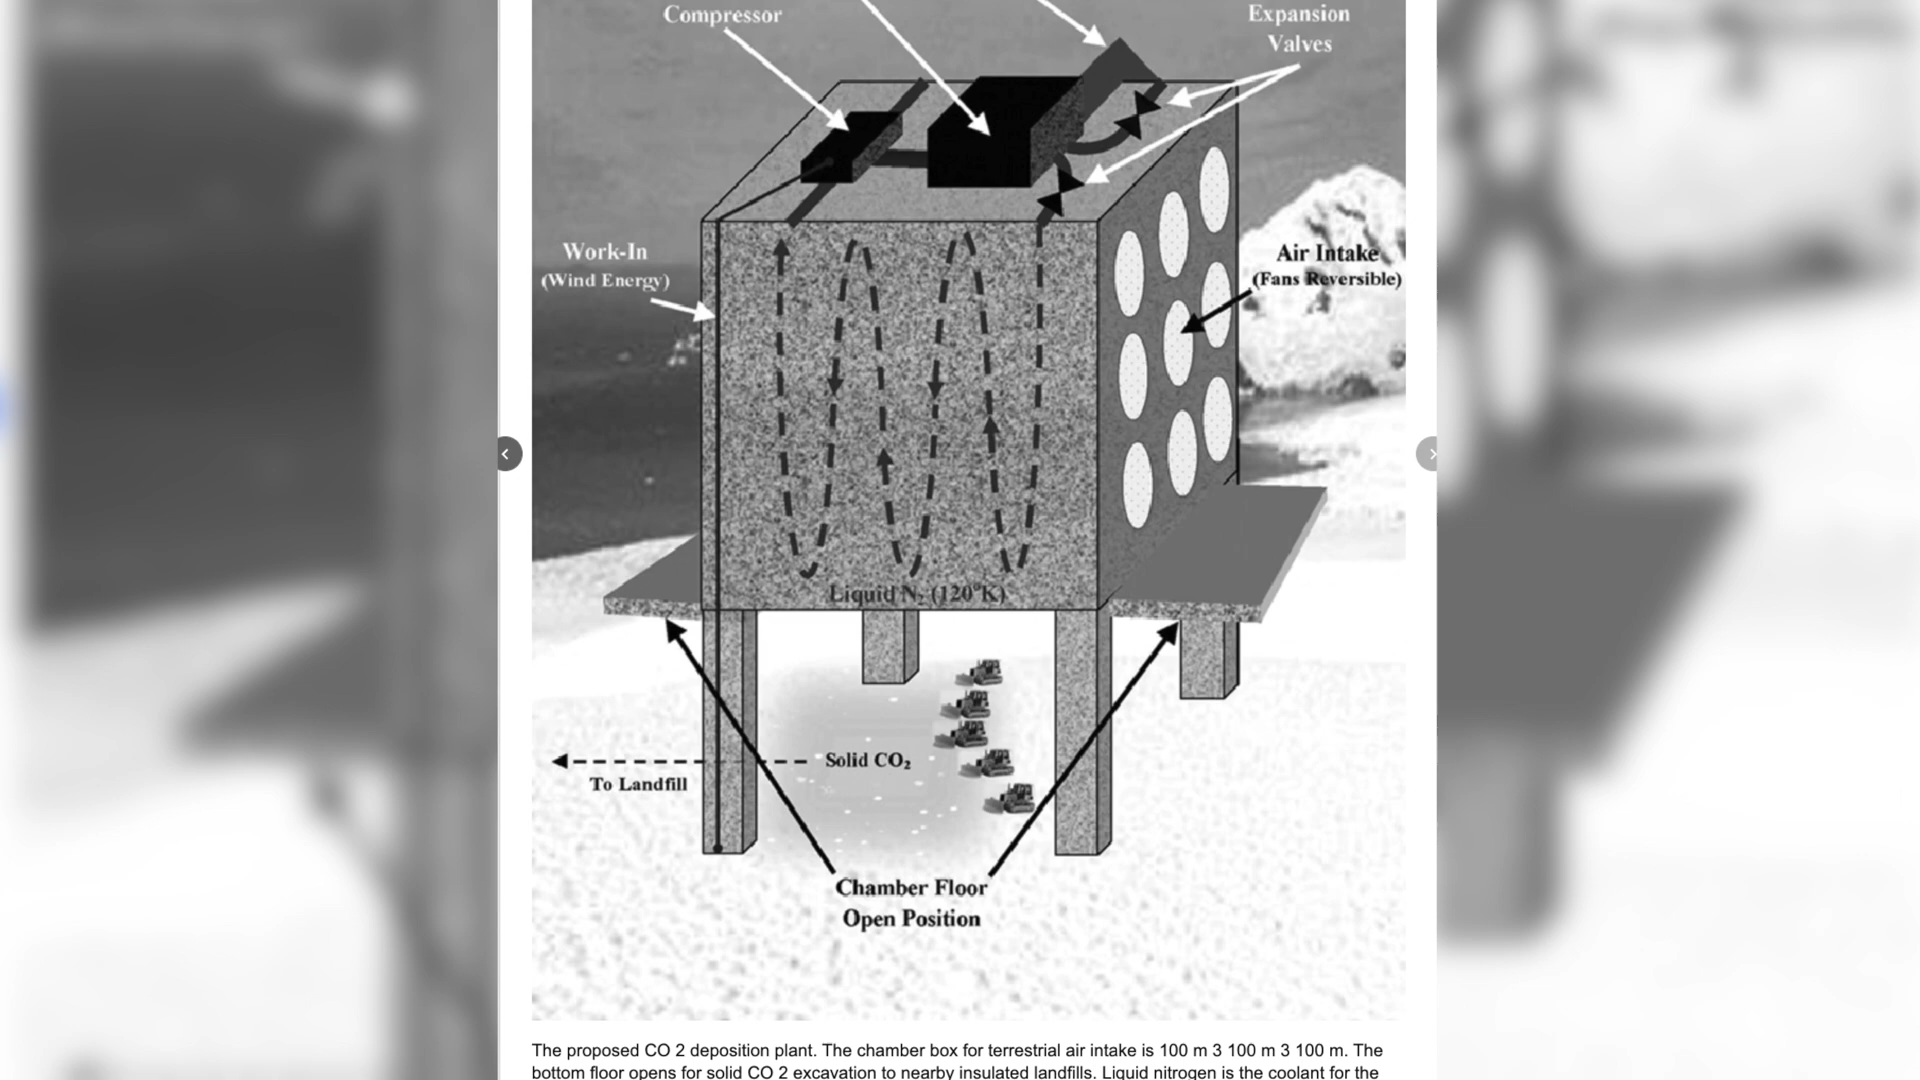 Compressor
Expansion
Valves
Work-In
(Wind Energy)
Air Intake
(Fans Reversible)
Liquid N₂ (120°K)
Solid CO₂
To Landfill
Chamber Floor
Open Position
The proposed CO 2 deposition plant. The chamber box for terrestrial air intake is 100 m 3 100 m 3 100 m. The
bottom floor opens for solid CO 2 excavation to nearby insulated landfills. Liquid nitrogen is the coolant for the